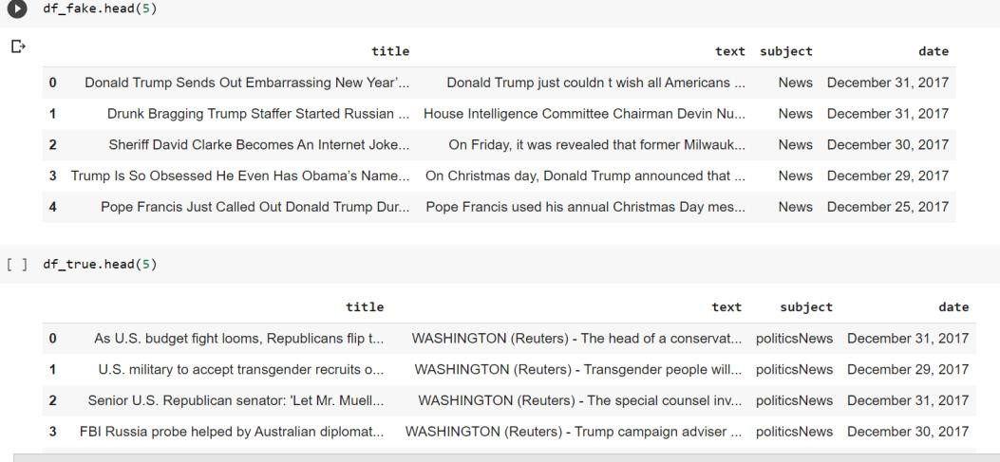 df_fake.head(5)
title text subject date
0 Donald Trump Sends Out Embarrassing New Year’... Donald Trump just couldn t wish all Americans ... News December 31, 2017
1 Drunk Bragging Trump Staffer Started Russian ... House Intelligence Committee Chairman Devin Nu... News December 31, 2017
2 Sheriff David Clarke Becomes An Internet Joke... On Friday, it was revealed that former Milwauk... News December 30, 2017
3 Trump Is So Obsessed He Even Has Obama’s Name... On Christmas day, Donald Trump announced that ... News December 29, 2017
4 Pope Francis Just Called Out Donald Trump Dur... Pope Francis used his annual Christmas Day mes... News December 25, 2017
[ ] df_true.head(5)
title text subject date
0 As U.S. budget fight looms, Republicans flip t... WASHINGTON (Reuters) - The head of a conservat... politicsNews December 31, 2017
1 U.S. military to accept transgender recruits o... WASHINGTON (Reuters) - Transgender people will... politicsNews December 29, 2017
2 Senior U.S. Republican senator: 'Let Mr. Muell... WASHINGTON (Reuters) - The special counsel inv... politicsNews December 31, 2017
3 FBI Russia probe helped by Australian diplomat... WASHINGTON (Reuters) - Trump campaign adviser ... politicsNews December 30, 2017